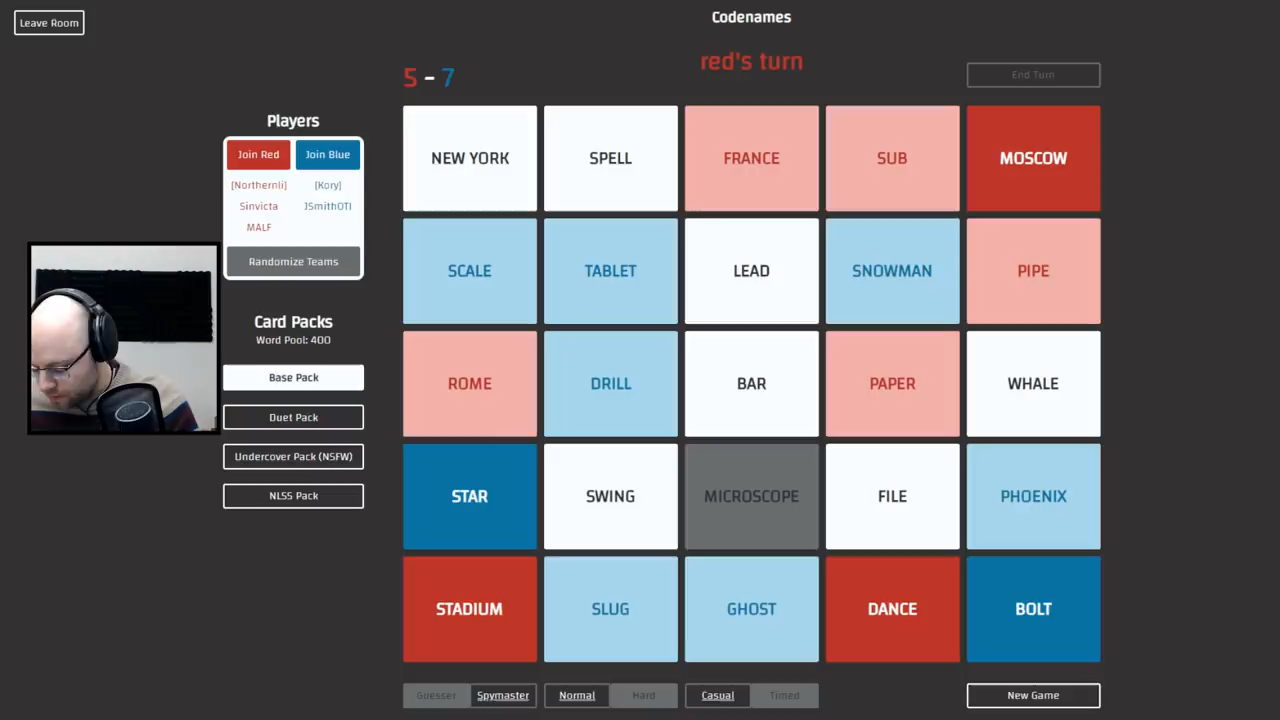 Leave Room
Codenames
red's turn
5 - 7
End Turn
Players
Join Red Join Blue
[Northernli] [Kory]
Sinvicta JSmithOTI
MALF
Randomize Teams
Card Packs
Word Pool: 400
Base Pack
Duet Pack
Undercover Pack (NSFW)
NLSS Pack
NEW YORK SPELL FRANCE SUB MOSCOW
SCALE TABLET LEAD SNOWMAN PIPE
ROME DRILL BAR PAPER WHALE
STAR SWING MICROSCOPE FILE PHOENIX
STADIUM SLUG GHOST DANCE BOLT
Guesser Spymaster Normal Hard Casual Timed New Game